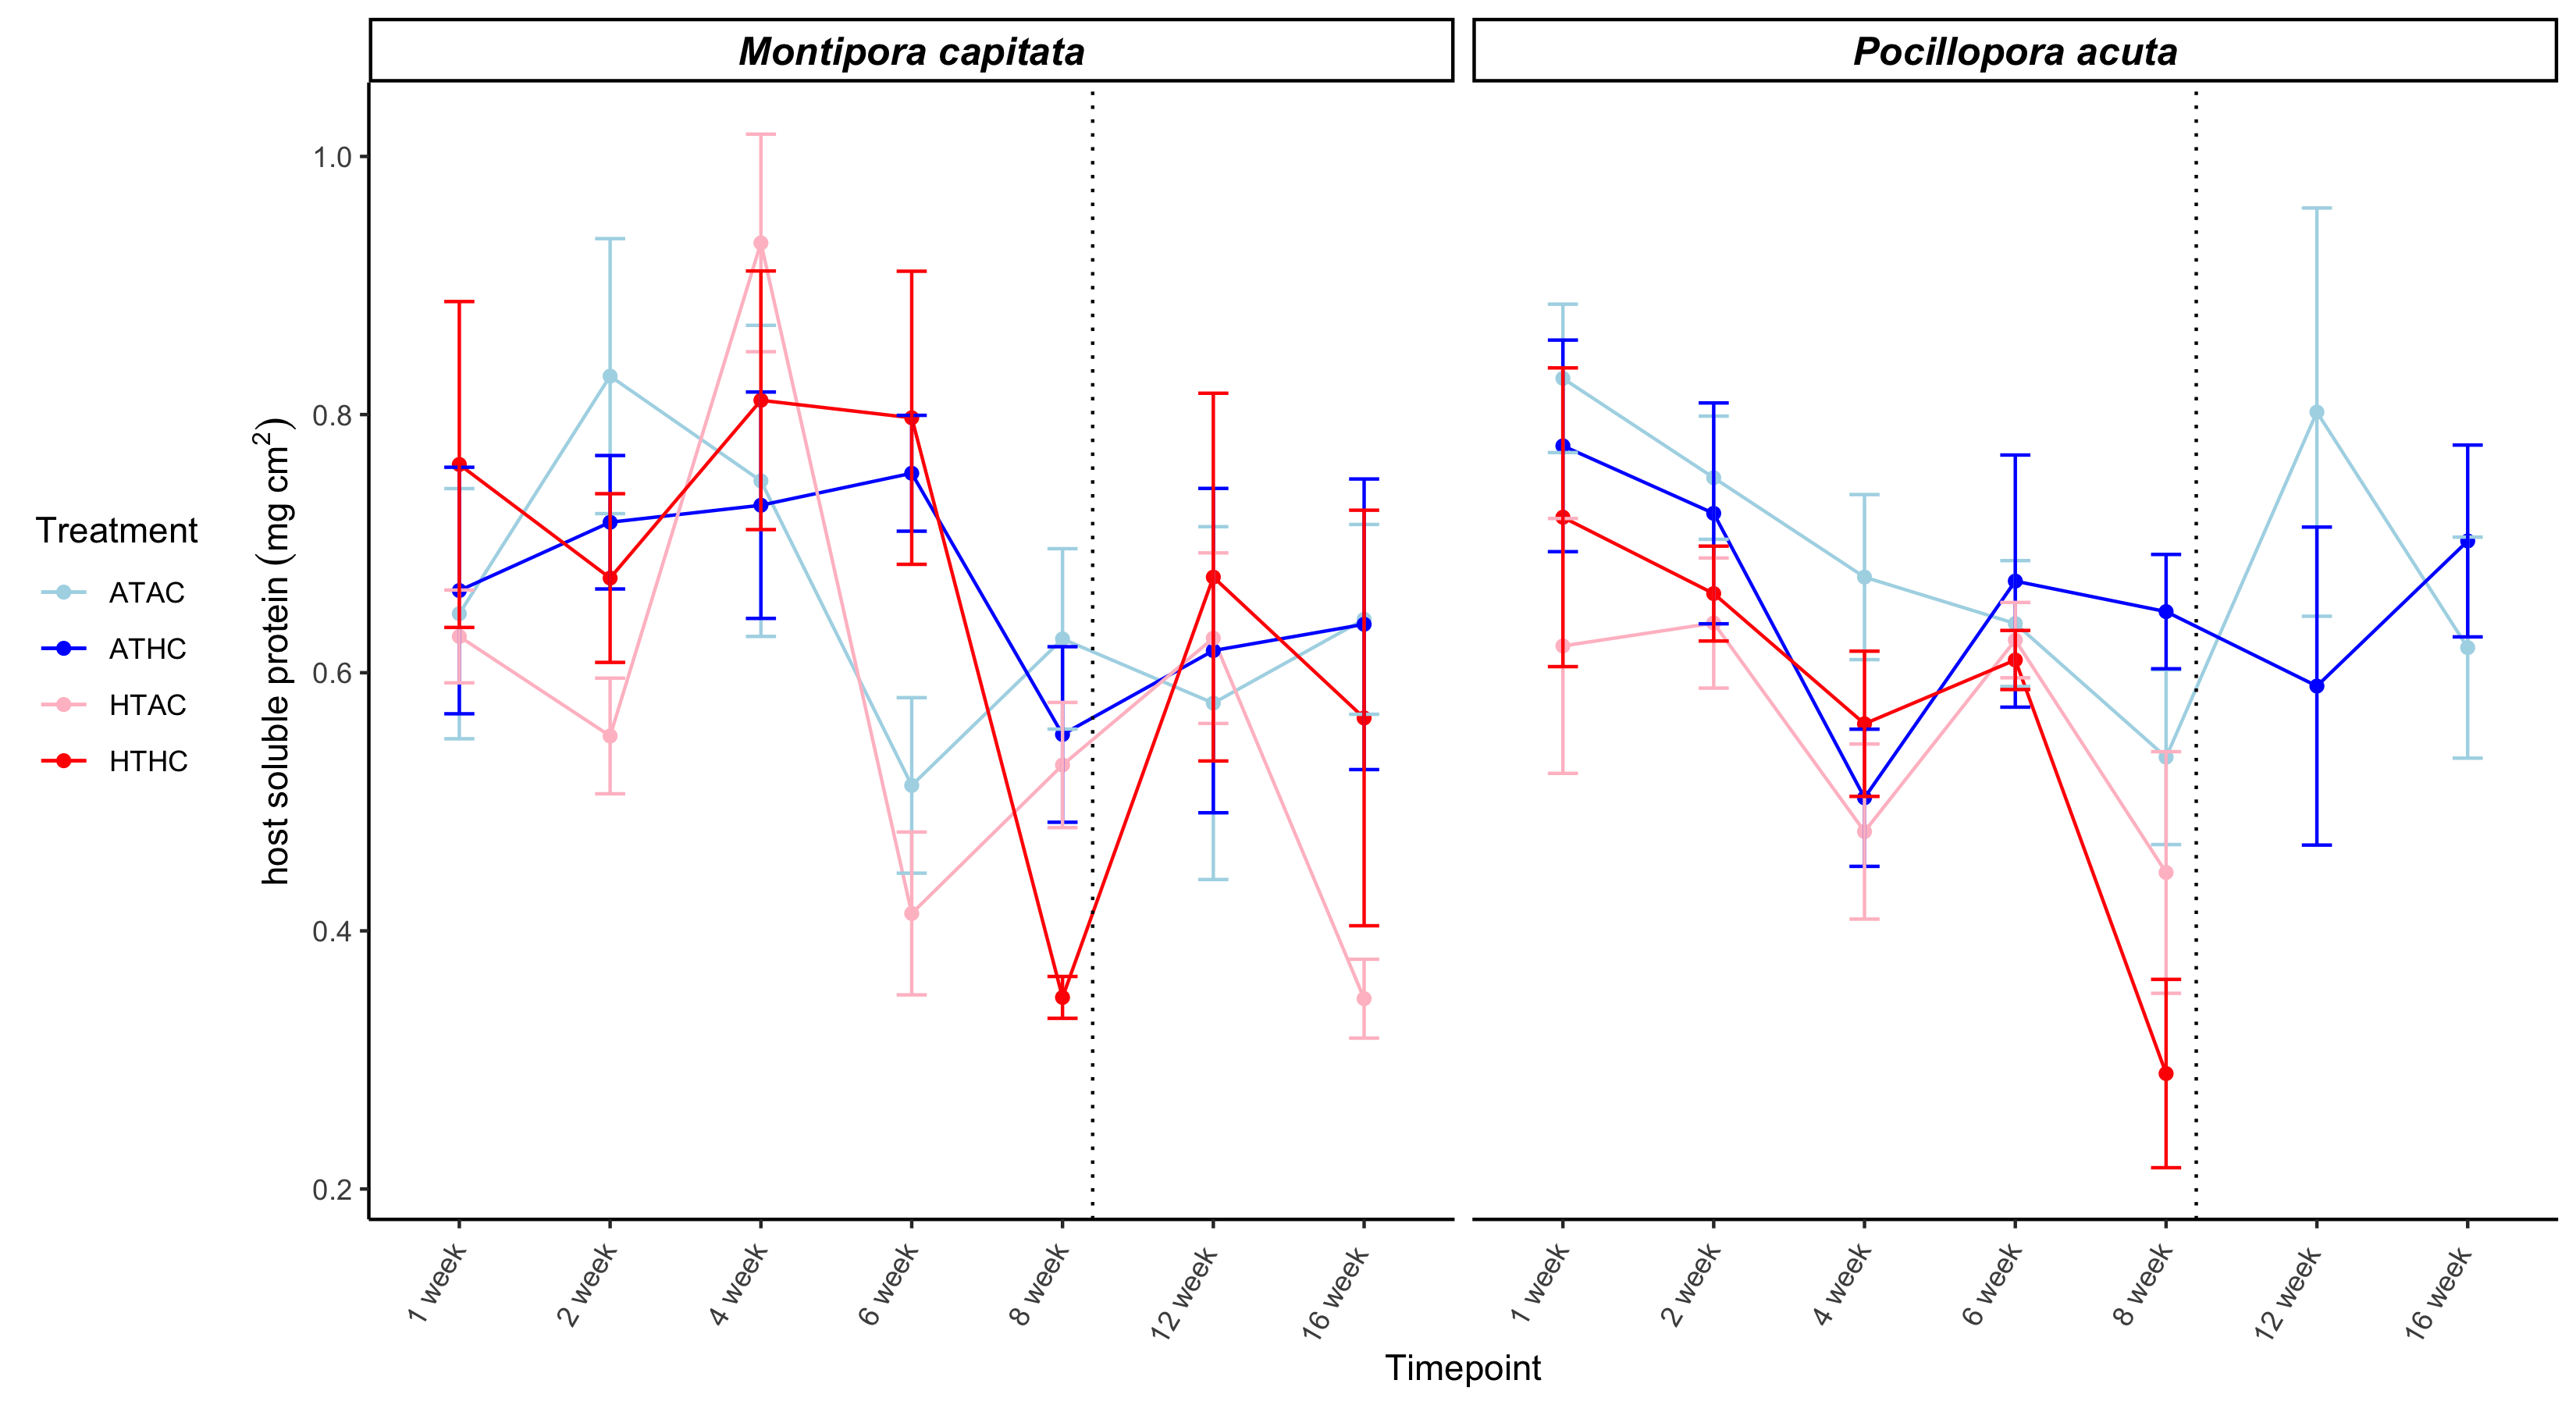 Montipora capitata
Pocillopora acuta
host soluble protein (mg cm²)
1.0
0.8
0.6
0.4
0.2
Treatment
ATAC
ATHC
HTAC
HTHC
1 week
2 week
4 week
6 week
8 week
12 week
16 week
1 week
2 week
4 week
6 week
8 week
12 week
16 week
Timepoint